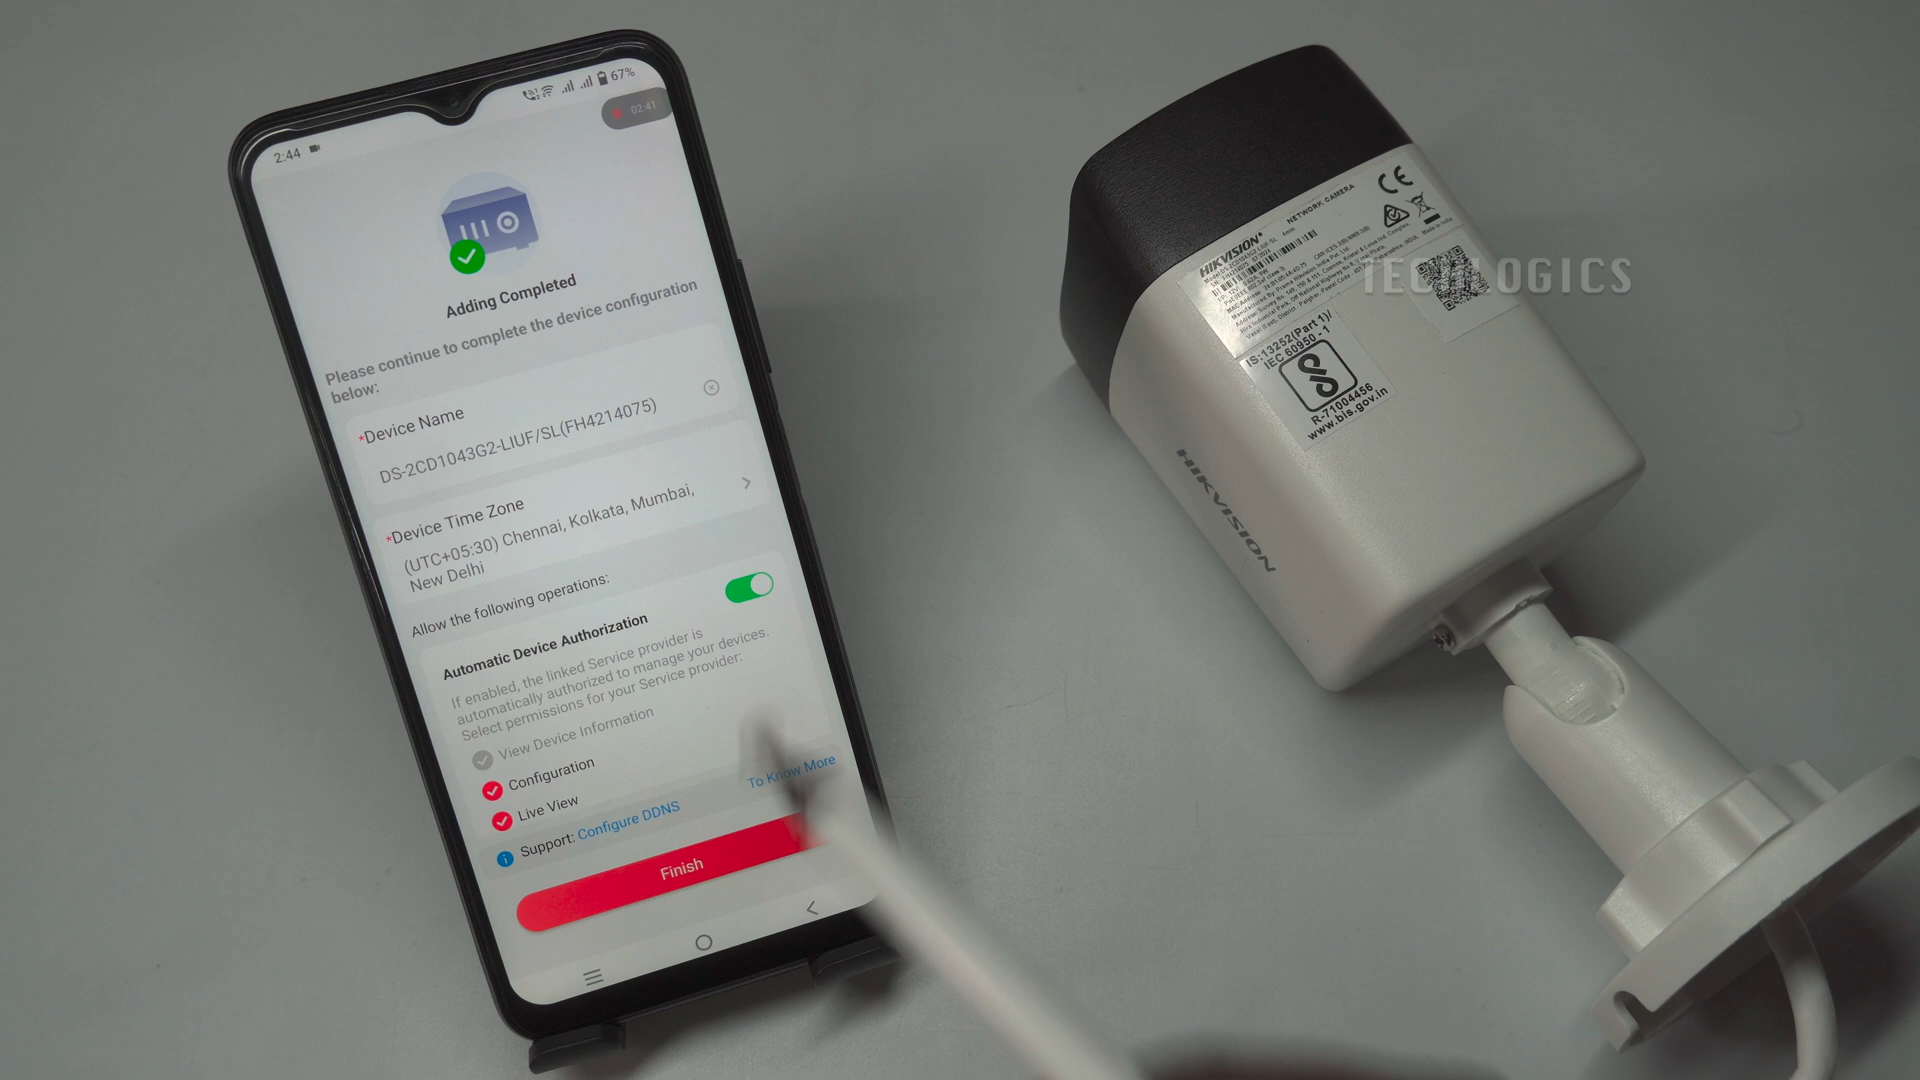 2:44
67%
02:41
Adding Completed
Please continue to complete the device configuration
below:
*Device Name
DS-2CD1043G2-LIUF/SL(FH4214075)
*Device Time Zone
(UTC+05:30) Chennai, Kolkata, Mumbai,
New Delhi
Allow the following operations:
Automatic Device Authorization
If enabled, the linked Service provider is
automatically authorized to manage your devices.
Select permissions for your Service provider:
View Device Information
Configuration
Live View
To Know More
Support: Configure DDNS
Finish
HIKVISION® NETWORK CAMERA
CE
Made in India
IS:13252(Part 1)/
IEC 60950 -1
R-71004456
www.bis.gov.in
HIKVISION
TECHLOGICS